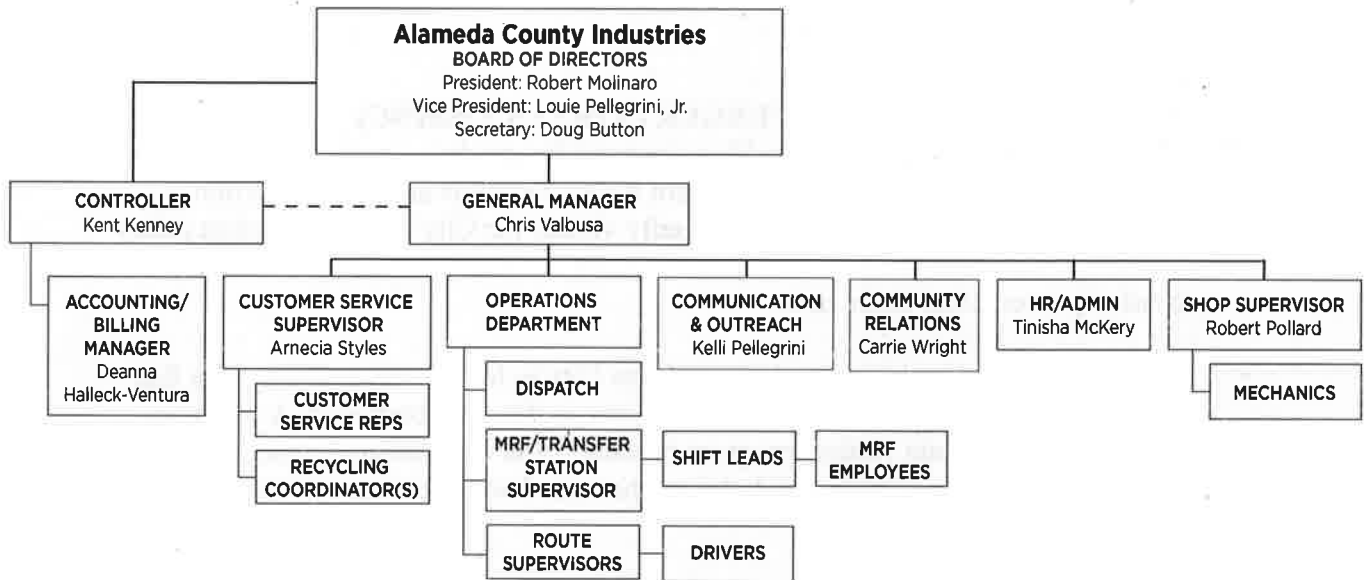 Alameda County Industries
BOARD OF DIRECTORS
President: Robert Molinaro
Vice President: Louie Pellegrini, Jr.
Secretary: Doug Button
CONTROLLER
Kent Kenney
GENERAL MANAGER
Chris Valbusa
ACCOUNTING/
BILLING
MANAGER
Deanna
Halleck-Ventura
CUSTOMER SERVICE
SUPERVISOR
Arnecia Styles
CUSTOMER
SERVICE REPS
RECYCLING
COORDINATOR(S)
OPERATIONS
DEPARTMENT
DISPATCH
MRF/TRANSFER
STATION
SUPERVISOR
SHIFT LEADS
MRF
EMPLOYEES
ROUTE
SUPERVISORS
DRIVERS
COMMUNICATION
& OUTREACH
Kelli Pellegrini
COMMUNITY
RELATIONS
Carrie Wright
HR/ADMIN
Tinisha McKery
SHOP SUPERVISOR
Robert Pollard
MECHANICS